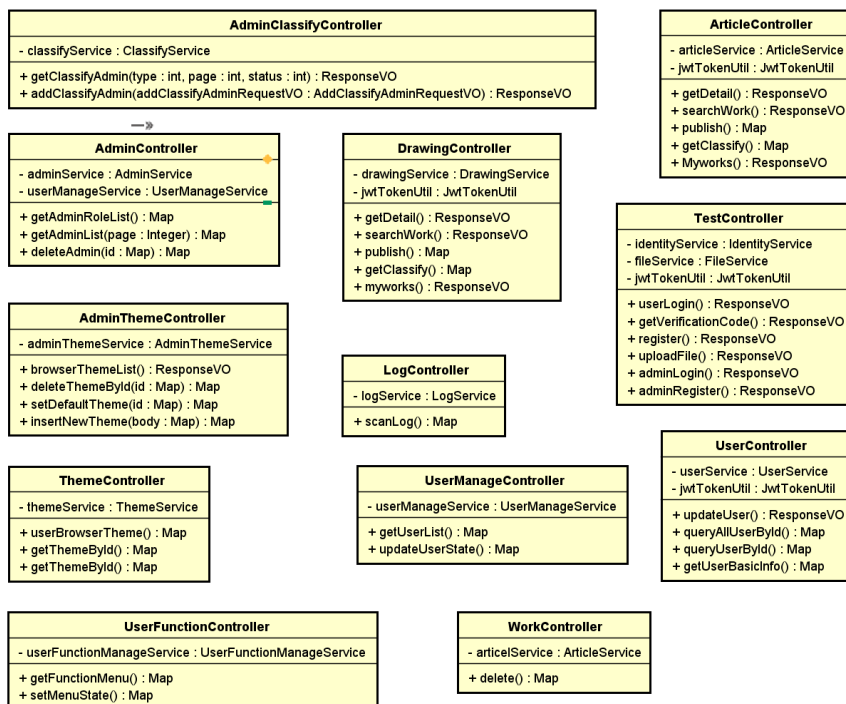 AdminClassifyController
- classifyService : ClassifyService
+ getClassifyAdmin(type : int, page : int, status : int) : ResponseVO
+ addClassifyAdmin(addClassifyAdminRequestVO : AddClassifyAdminRequestVO) : ResponseVO
ArticleController
- articleService : ArticleService
- jwtTokenUtil : JwtTokenUtil
+ getDetail() : ResponseVO
+ searchWork() : ResponseVO
+ publish() : Map
+ getClassify() : Map
+ Myworks() : ResponseVO
AdminController
- adminService : AdminService
- userManageService : UserManageService
+ getAdminRoleList() : Map
+ getAdminList(page : Integer) : Map
+ deleteAdmin(id : Map) : Map
DrawingController
- drawingService : DrawingService
- jwtTokenUtil : JwtTokenUtil
+ getDetail() : ResponseVO
+ searchWork() : ResponseVO
+ publish() : Map
+ getClassify() : Map
+ myworks() : ResponseVO
TestController
- identityService : IdentityService
- fileService : FileService
- jwtTokenUtil : JwtTokenUtil
+ userLogin() : ResponseVO
+ getVerificationCode() : ResponseVO
+ register() : ResponseVO
+ uploadFile() : ResponseVO
+ adminLogin() : ResponseVO
+ adminRegister() : ResponseVO
AdminThemeController
- adminThemeService : AdminThemeService
+ browserThemeList() : ResponseVO
+ deleteThemeById(id : Map) : Map
+ setDefaultTheme(id : Map) : Map
+ insertNewTheme(body : Map) : Map
LogController
- logService : LogService
+ scanLog() : Map
UserController
- userService : UserService
- jwtTokenUtil : JwtTokenUtil
+ updateUser() : ResponseVO
+ queryAllUserById() : Map
+ queryUserById() : Map
+ getUserBasicInfo() : Map
ThemeController
- themeService : ThemeService
+ userBrowserTheme() : Map
+ getThemeById() : Map
+ getThemeById() : Map
UserManageController
- userManageService : UserManageService
+ getUserList() : Map
+ updateUserState() : Map
UserFunctionController
- userFunctionManageService : UserFunctionManageService
+ getFunctionMenu() : Map
+ setMenuState() : Map
WorkController
- articelService : ArticleService
+ delete() : Map